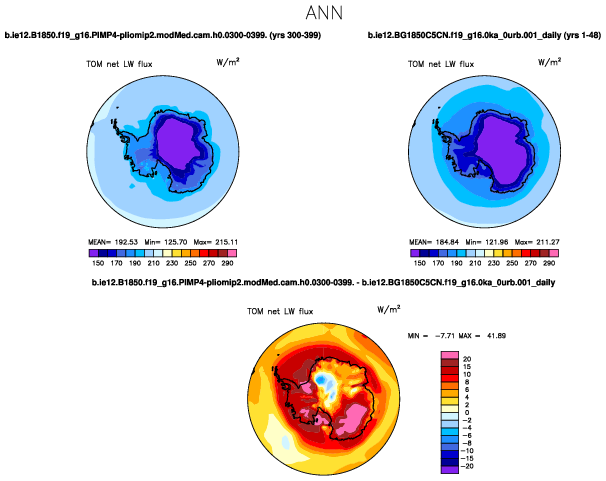 ANN
b.ie12.B1850.f19_g16.PIMP4-pliomip2.modMed.cam.h0.0300-0399. (yrs 300-399)
b.ie12.BG1850C5CN.f19_g16.0ka_0urb.001_daily (yrs 1-48)
TOM net LW flux W/m²
TOM net LW flux W/m²
MEAN= 192.53 Min= 125.70 Max= 215.11
MEAN= 184.84 Min= 121.96 Max= 211.27
150 170 190 210 230 250 270 290
150 170 190 210 230 250 270 290
b.ie12.B1850.f19_g16.PIMP4-pliomip2.modMed.cam.h0.0300-0399. - b.ie12.BG1850C5CN.f19_g16.0ka_0urb.001_daily
TOM net LW flux W/m²
MIN = -7.71 MAX = 41.89
20
15
10
8
6
4
2
0
-2
-4
-6
-8
-10
-15
-20